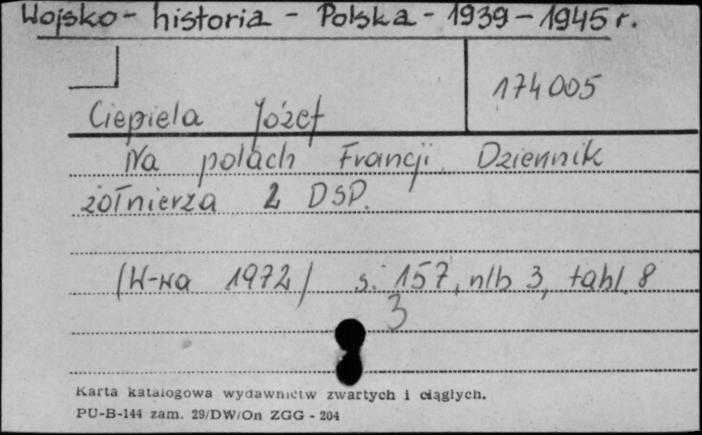 Wojsko - historia - Polska - 1939 - 1945 r.
174005
Ciepiela Józef
Na polach Francji. Dziennik
żołnierza 2 DSP.
/W-wa 1972/ s. 157, nlb 3, tabl. 8
3
Karta katalogowa wydawnictw zwartych i ciągłych.
PU-B-144 zam. 29/DW/On ZGG - 204